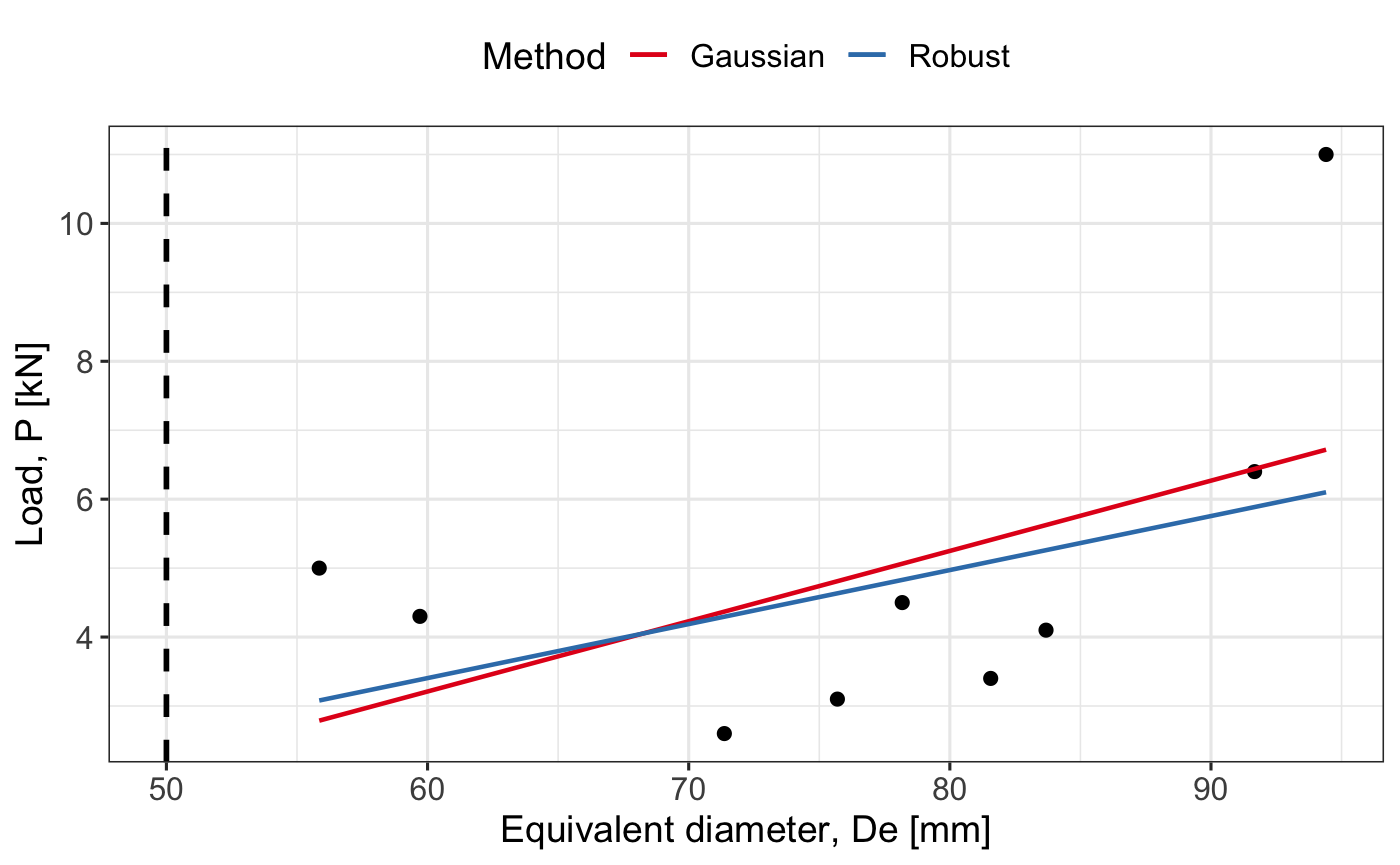 Method Gaussian Robust
10
8
6
4
Load, P [kN]
50 60 70 80 90
Equivalent diameter, De [mm]